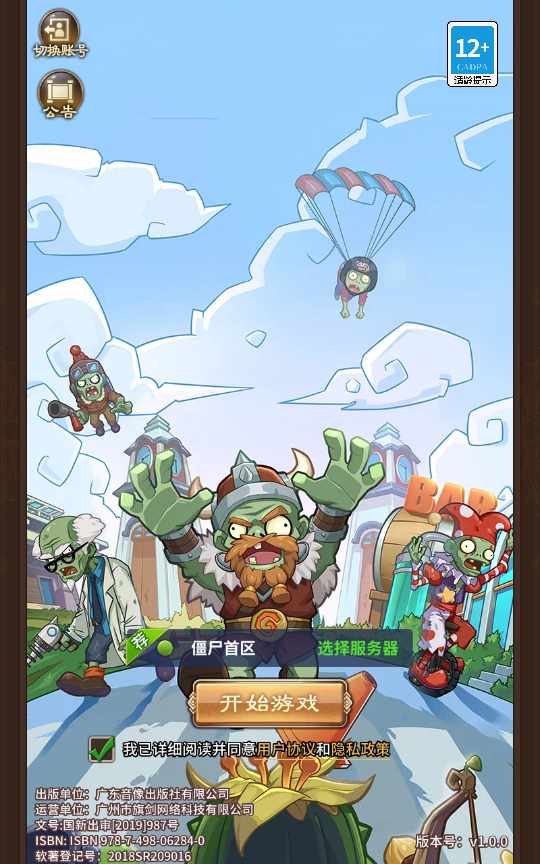 切换账号
12+
CADPA
适龄提示
公告
BAR
荐
僵尸首区 选择服务器
开始游戏
我已详细阅读并同意用户协议和隐私政策
出版单位：广东音像出版社有限公司
运营单位：广州市旗剑网络科技有限公司
文号:国新出审[2019]987号
ISBN: ISBN 978-7-498-06284-0
软著登记号：2018SR209016
版本号：v1.0.0